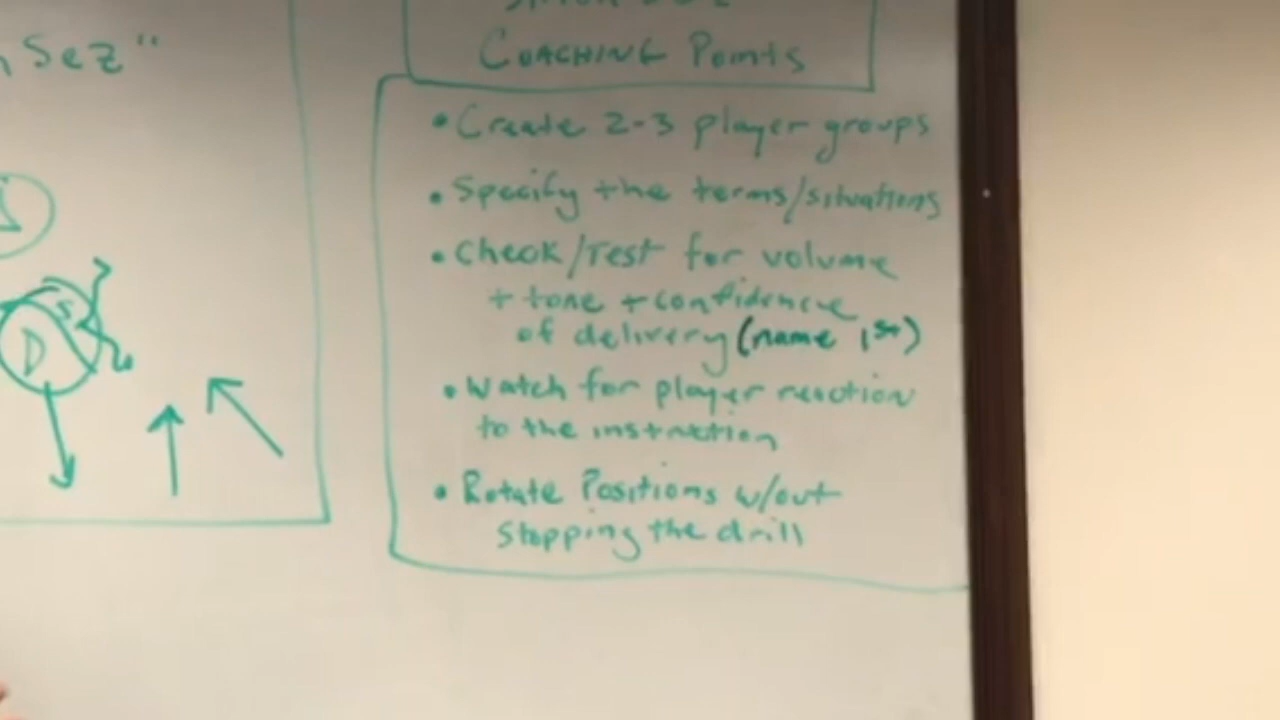 Sez"
COACHING Points
• Create 2-3 player groups
• Specify the terms/situations
• Check/Test for volume
+ tone + confidence
of delivery (name 1st)
• Watch for player reaction
to the instruction
• Rotate Positions w/out
stopping the drill
S
D